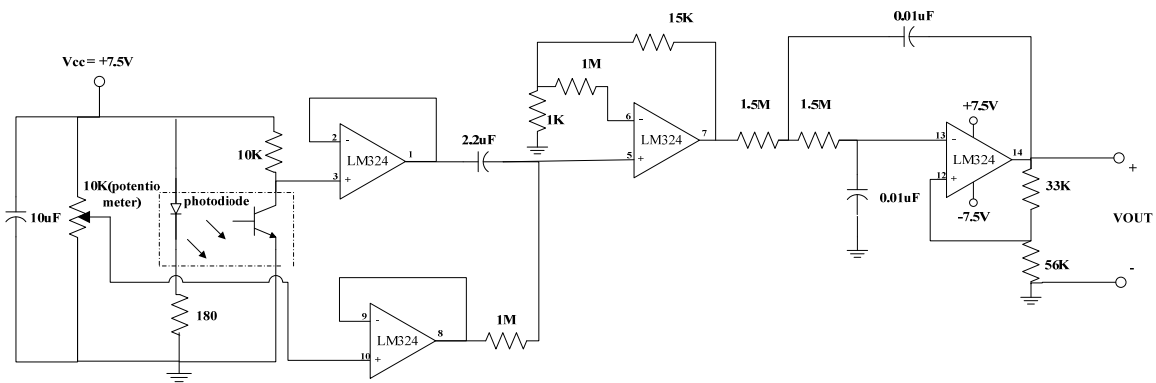 Vcc= +7.5V
10uF
10K(potentio
meter)
10K
photodiode
180
2
3
1
LM324
2.2uF
9
10
8
LM324
1M
15K
1M
1K
6
5
7
LM324
1.5M
1.5M
0.01uF
0.01uF
+7.5V
13
12
14
LM324
-7.5V
33K
56K
+
VOUT
-